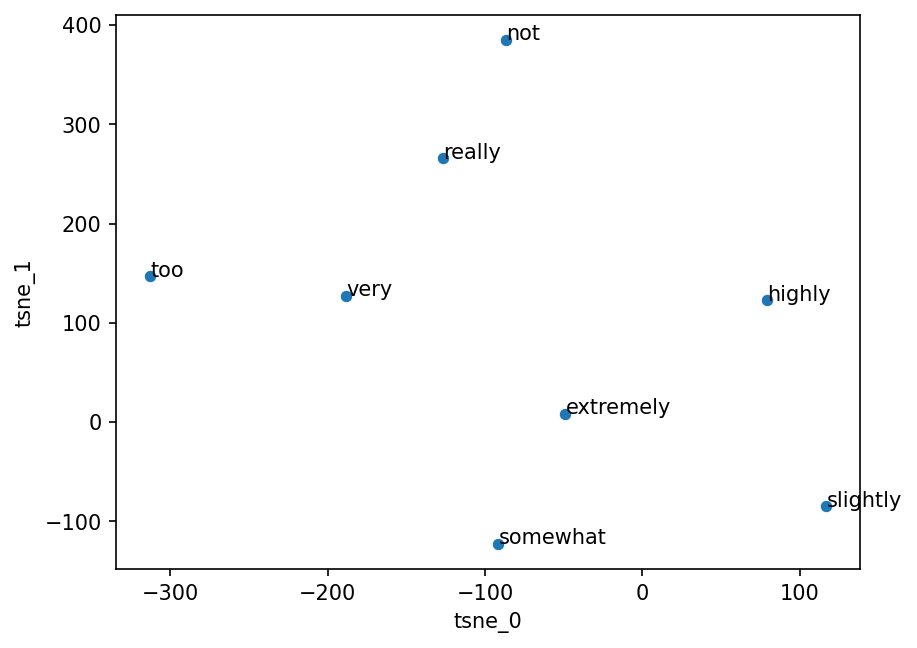 400
300
200
100
0
−100
tsne_1
not
really
too
very
highly
extremely
slightly
somewhat
−300
−200
−100
0
100
tsne_0